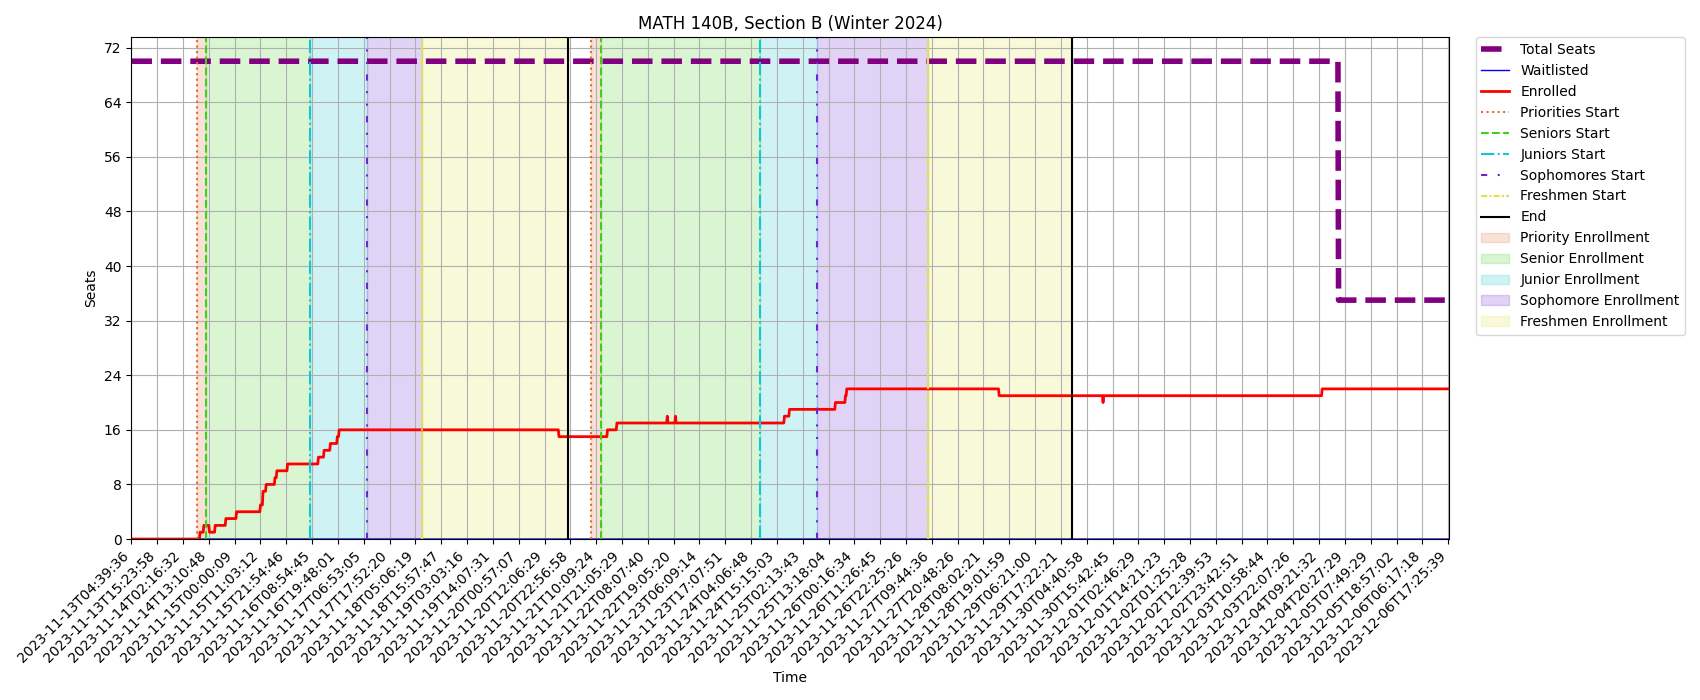 MATH 140B, Section B (Winter 2024)
72
64
56
48
40
32
24
16
8
0
Seats
2023-11-13T04:39:36
2023-11-13T15:23:58
2023-11-14T02:16:32
2023-11-14T13:10:48
2023-11-15T00:00:09
2023-11-15T11:03:12
2023-11-15T21:54:46
2023-11-16T08:54:45
2023-11-16T19:48:01
2023-11-17T06:53:05
2023-11-17T17:52:20
2023-11-18T05:06:19
2023-11-18T15:57:47
2023-11-19T03:03:16
2023-11-19T14:07:31
2023-11-20T00:57:07
2023-11-20T12:06:29
2023-11-20T22:56:58
2023-11-21T10:09:24
2023-11-21T21:05:29
2023-11-22T08:07:40
2023-11-22T19:05:20
2023-11-23T06:09:14
2023-11-23T17:07:51
2023-11-24T04:06:48
2023-11-24T15:15:03
2023-11-25T02:13:43
2023-11-25T13:18:04
2023-11-26T00:16:34
2023-11-26T11:26:45
2023-11-26T22:25:26
2023-11-27T09:44:36
2023-11-27T20:48:26
2023-11-28T08:02:21
2023-11-28T19:01:59
2023-11-29T06:21:00
2023-11-29T17:22:21
2023-11-30T04:40:58
2023-11-30T15:42:45
2023-12-01T02:46:29
2023-12-01T14:21:23
2023-12-02T01:25:28
2023-12-02T12:39:53
2023-12-02T23:42:51
2023-12-03T10:58:44
2023-12-03T22:07:26
2023-12-04T09:21:32
2023-12-04T20:27:29
2023-12-05T07:49:29
2023-12-05T18:57:02
2023-12-06T06:17:18
2023-12-06T17:25:39
Time
Total Seats
Waitlisted
Enrolled
Priorities Start
Seniors Start
Juniors Start
Sophomores Start
Freshmen Start
End
Priority Enrollment
Senior Enrollment
Junior Enrollment
Sophomore Enrollment
Freshmen Enrollment